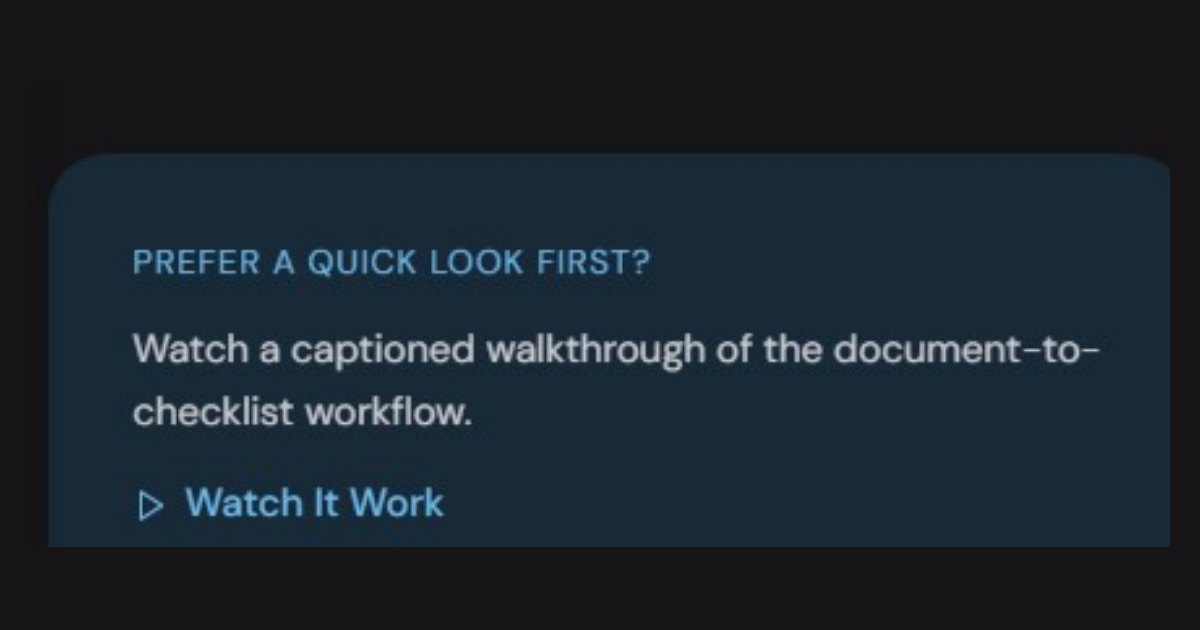 PREFER A QUICK LOOK FIRST?
Watch a captioned walkthrough of the document-to-
checklist workflow.
Watch It Work